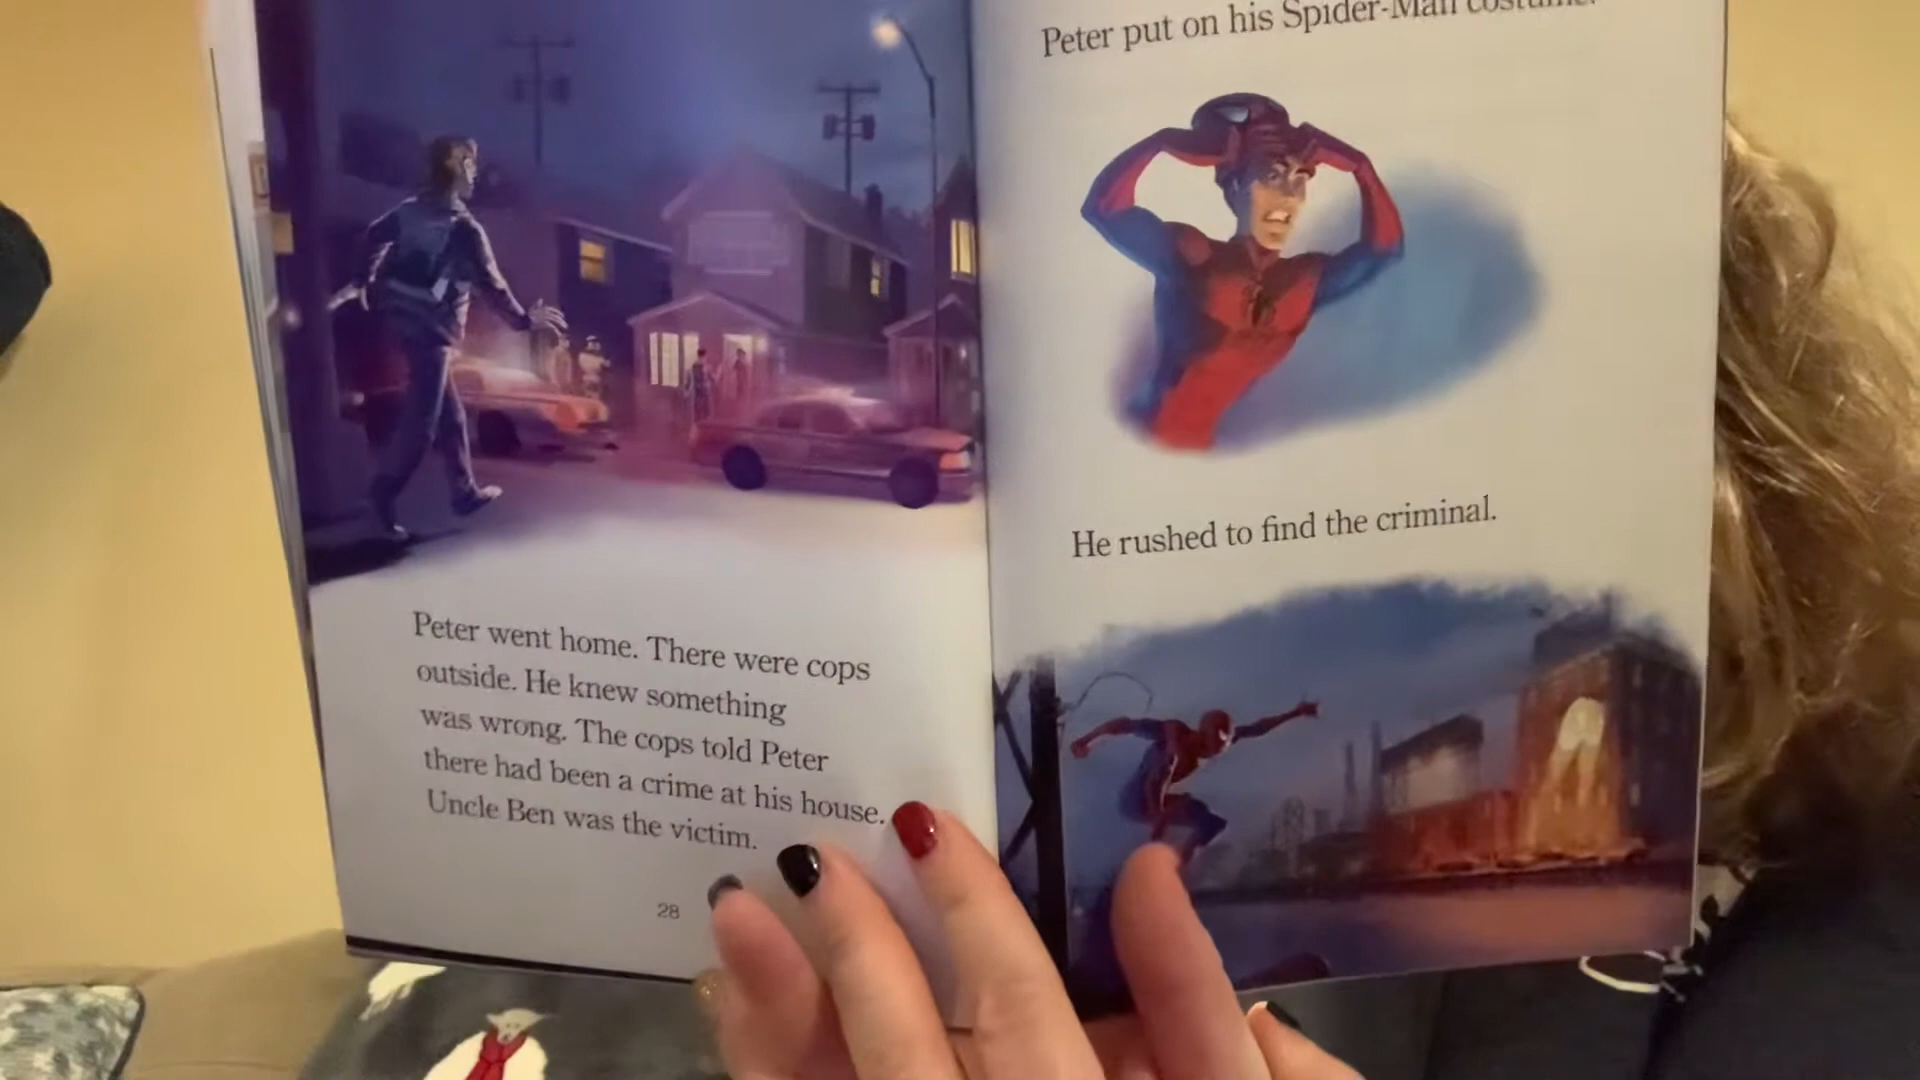 Peter went home. There were cops
outside. He knew something
was wrong. The cops told Peter
there had been a crime at his house.
Uncle Ben was the victim.
28
Peter put on his Spider-Man costume.
He rushed to find the criminal.